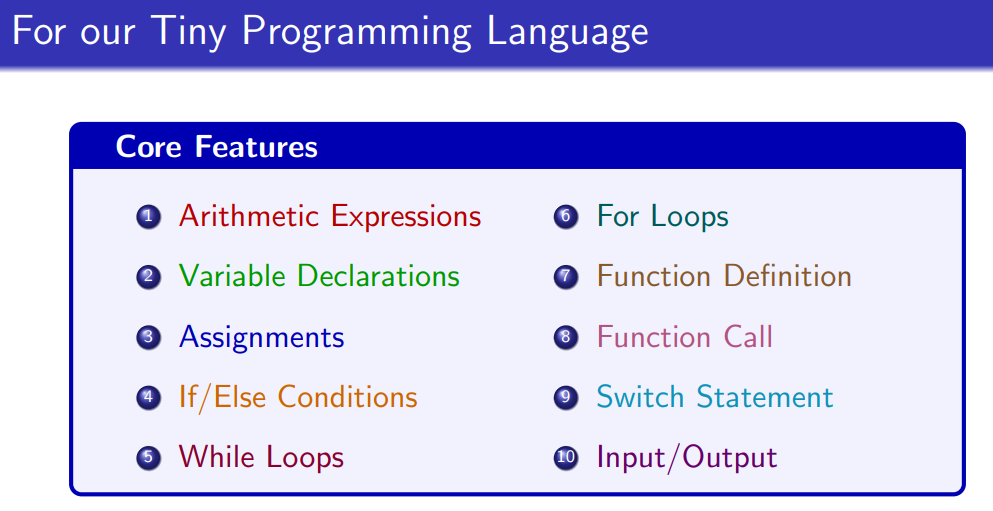 For our Tiny Programming Language
Core Features
1 Arithmetic Expressions
2 Variable Declarations
3 Assignments
4 If/Else Conditions
5 While Loops
6 For Loops
7 Function Definition
8 Function Call
9 Switch Statement
10 Input/Output